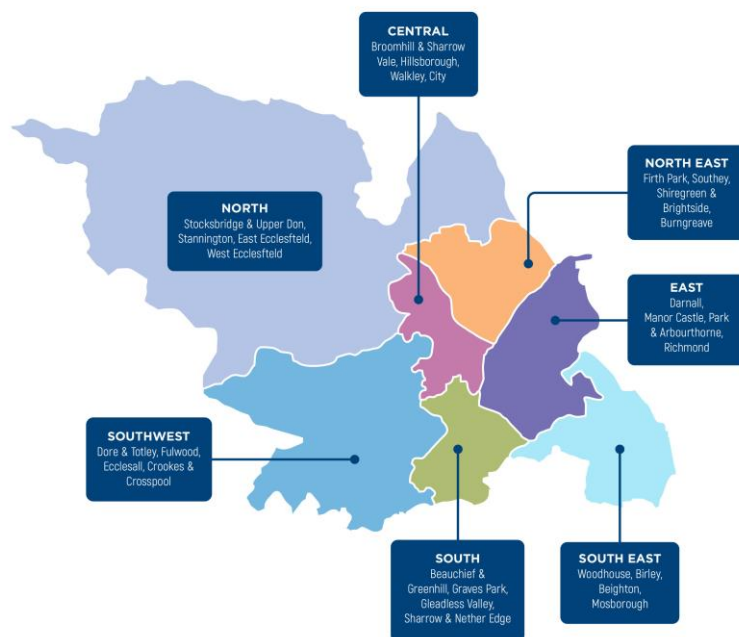 CENTRAL
Broomhill & Sharrow
Vale, Hillsborough,
Walkley, City
NORTH EAST
Firth Park, Southey,
Shiregreen &
Brightside,
Burngreave
NORTH
Stocksbridge & Upper Don,
Stannington, East Ecclesfteld,
West Ecclesfteld
EAST
Darnall,
Manor Castle, Park
& Arbourthorne,
Richmond
SOUTHWEST
Dore & Totley, Fulwood,
Ecclesall, Crookes &
Crosspool
SOUTH
Beauchief &
Greenhill, Graves Park,
Gleadless Valley,
Sharrow & Nether Edge
SOUTH EAST
Woodhouse, Birley,
Beighton,
Mosborough